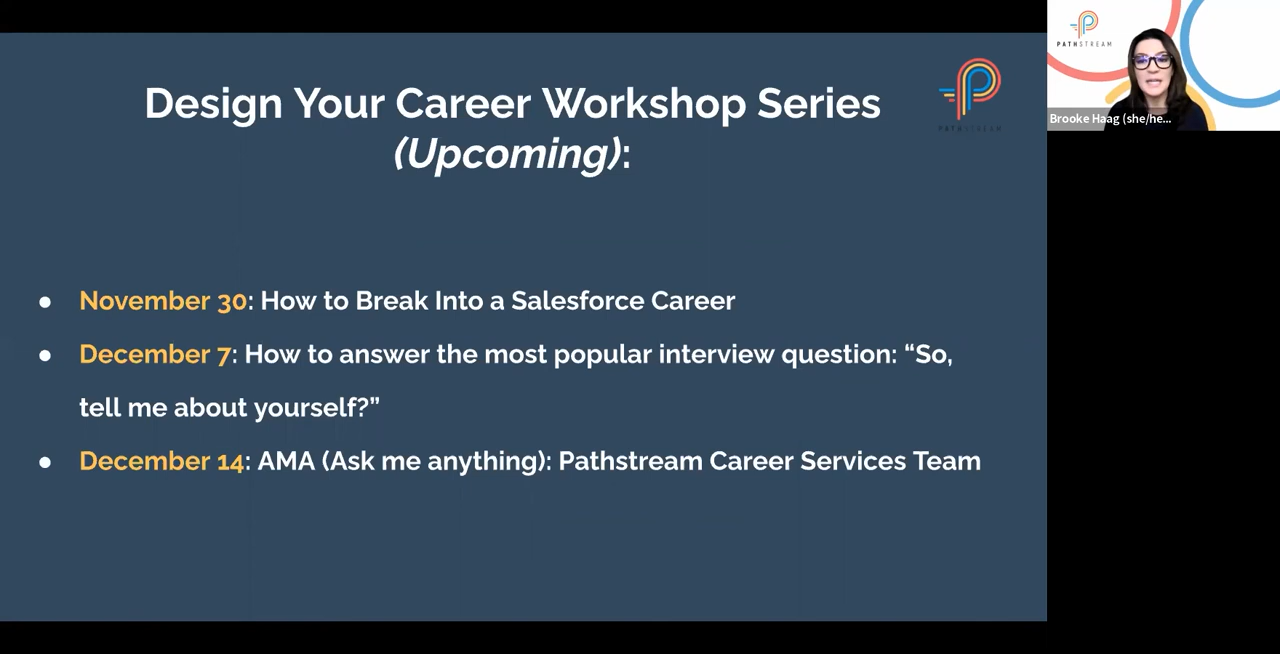 Design Your Career Workshop Series
(Upcoming):
PATHSTREAM
● November 30: How to Break Into a Salesforce Career
● December 7: How to answer the most popular interview question: “So,
tell me about yourself?”
● December 14: AMA (Ask me anything): Pathstream Career Services Team
PATHSTREAM
Brooke Haag (she/he...